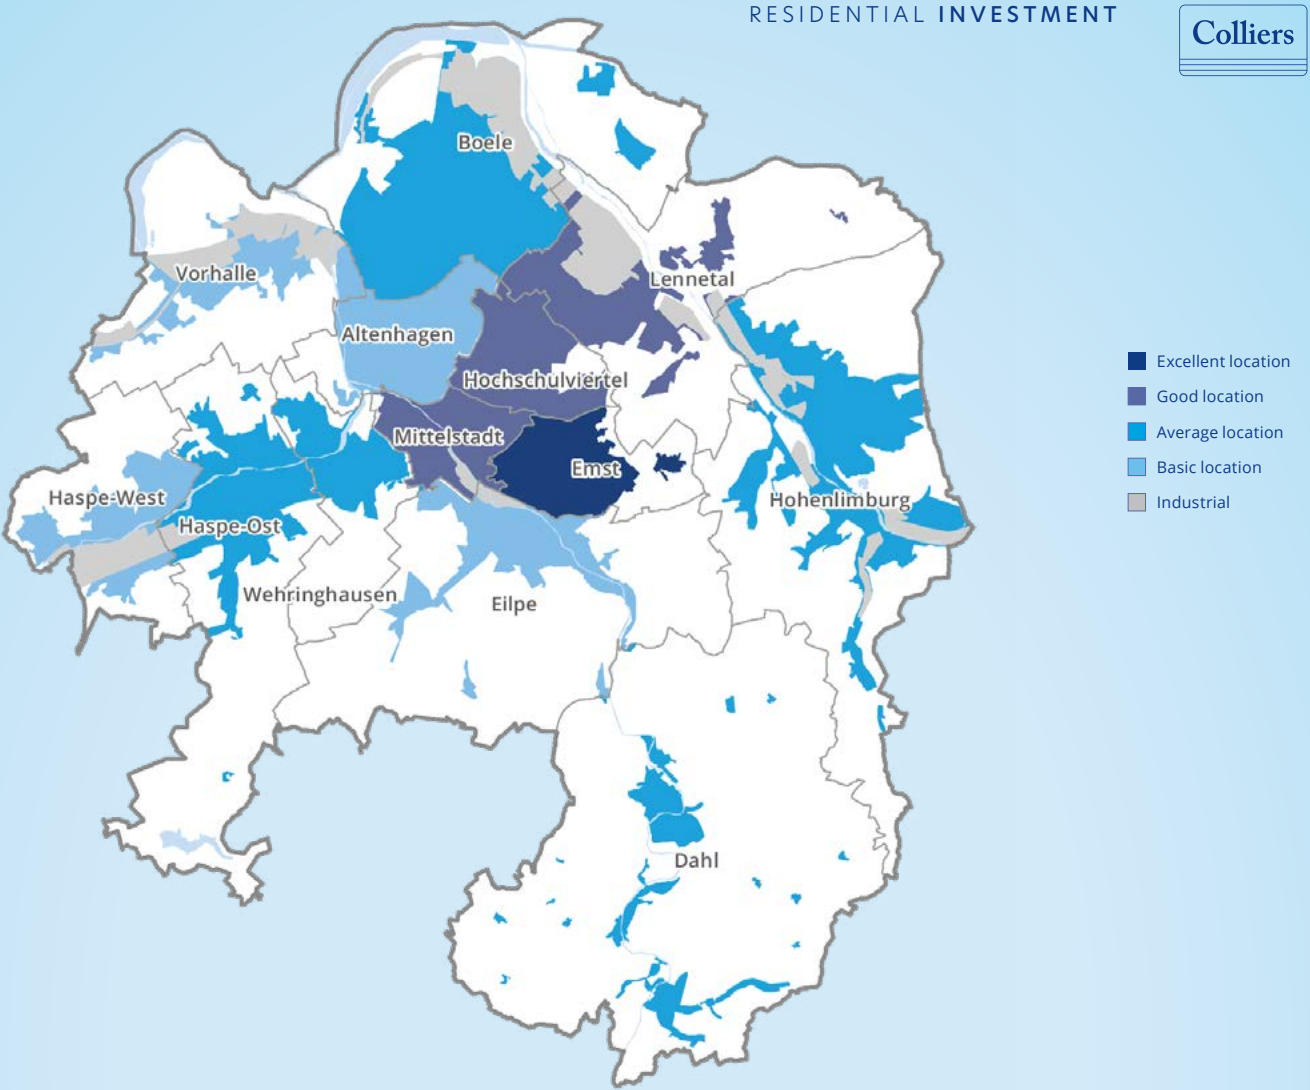 RESIDENTIAL INVESTMENT
Colliers
Boele
Vorhalle
Lennetal
Altenhagen
Hochschulviertel
Mittelstadt
Emst
Haspe-West
Hohenlimburg
Haspe-Ost
Wehringhausen
Eilpe
Dahl
Excellent location
Good location
Average location
Basic location
Industrial